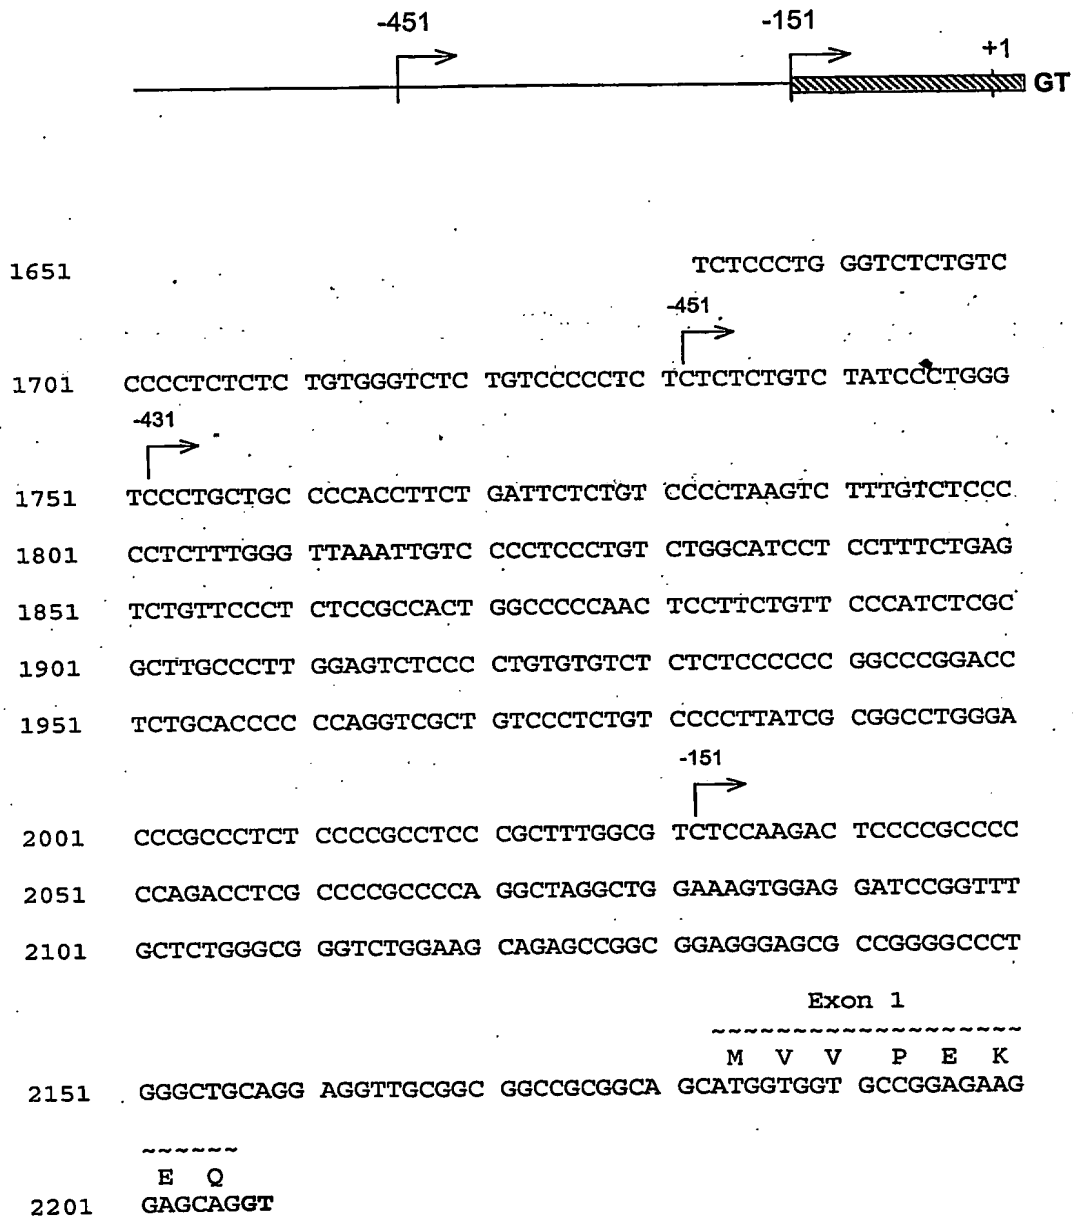 -451 -151
+1
GT
1651 TCTCCCTG GGTCTCTGTC
-451
1701 CCCCTCTCTC TGTGGGTCTC TGTCCCCCTC TCTCTCTGTC TATCCCTGGG
-431
1751 TCCCTGCTGC CCCACCTTCT GATTCTCTGT CCCCTAAGTC TTTGTCTCCC
1801 CCTCTTTGGG TTAAATTGTC CCCTCCCTGT CTGGCATCCT CCTTTCTGAG
1851 TCTGTTCCCT CTCCGCCACT GGCCCCCAAC TCCTTCTGTT CCCATCTCGC
1901 GCTTGCCCTT GGAGTCTCCC CTGTGTGTCT CTCTCCCCCC GGCCCGGACC
1951 TCTGCACCCC CCAGGTCGCT GTCCCTCTGT CCCCTTATCG CGGCCTGGGA
-151
2001 CCCGCCCTCT CCCCGCCTCC CGCTTTGGCG TCTCCAAGAC TCCCCGCCCC
2051 CCAGACCTCG CCCCGCCCCA GGCTAGGCTG GAAAGTGGAG GATCCGGTTT
2101 GCTCTGGGCG GGTCTGGAAG CAGAGCCGGC GGAGGGAGCG CCGGGGCCCT
Exon 1
~~~~~~~~~~~~~~~~~~~~
M V V P E K
2151 GGGCTGCAGG AGGTTGCGGC GGCCGCGGCA GCATGGTGGT GCCGGAGAAG
~~~~~~
E Q
2201 GAGCAGGT